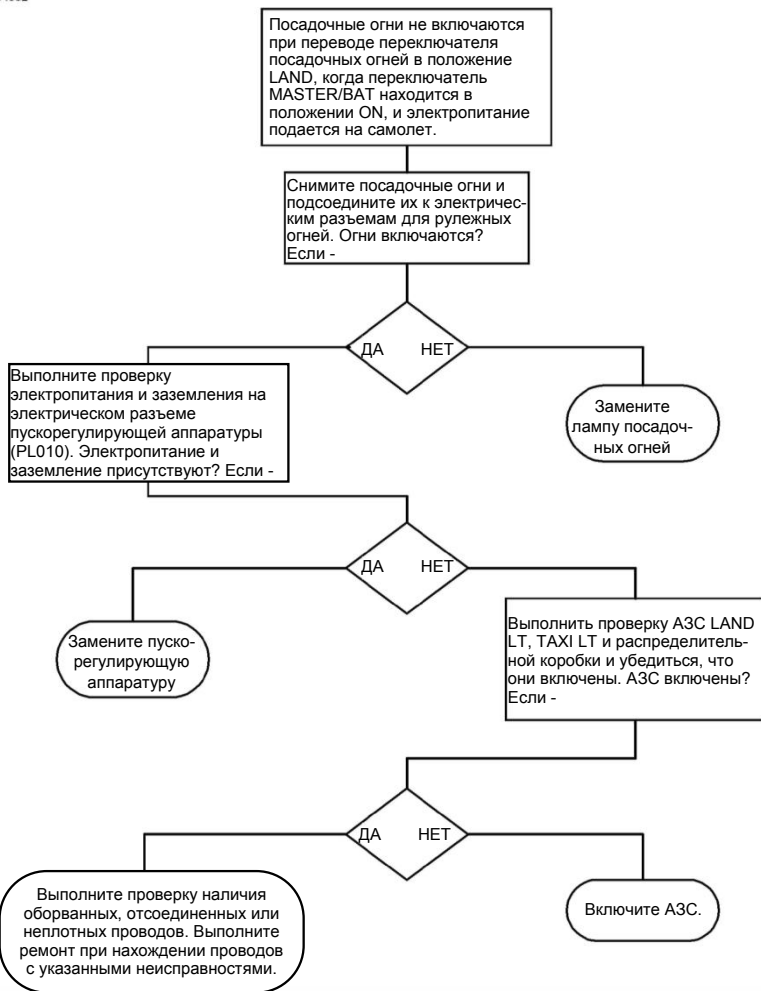 Посадочные огни не включаются
при переводе переключателя
посадочных огней в положение
LAND, когда переключатель
MASTER/BAT находится в
положении ON, и электропитание
подается на самолет.
Снимите посадочные огни и
подсоедините их к электричес-
ким разъемам для рулежных
огней. Огни включаются?
Если -
ДА НЕТ
Выполните проверку
электропитания и заземления на
электрическом разъеме
пускорегулирующей аппаратуры
(PL010). Электропитание и
заземление присутствуют? Если -
Замените
лампу посадоч-
ных огней
ДА НЕТ
Замените пуско-
регулирующую
аппаратуру
Выполнить проверку АЗС LAND
LT, TAXI LT и распределитель-
ной коробки и убедиться, что
они включены. АЗС включены?
Если -
ДА НЕТ
Выполните проверку наличия
оборванных, отсоединенных или
неплотных проводов. Выполните
ремонт при нахождении проводов
с указанными неисправностями.
Включите АЗС.